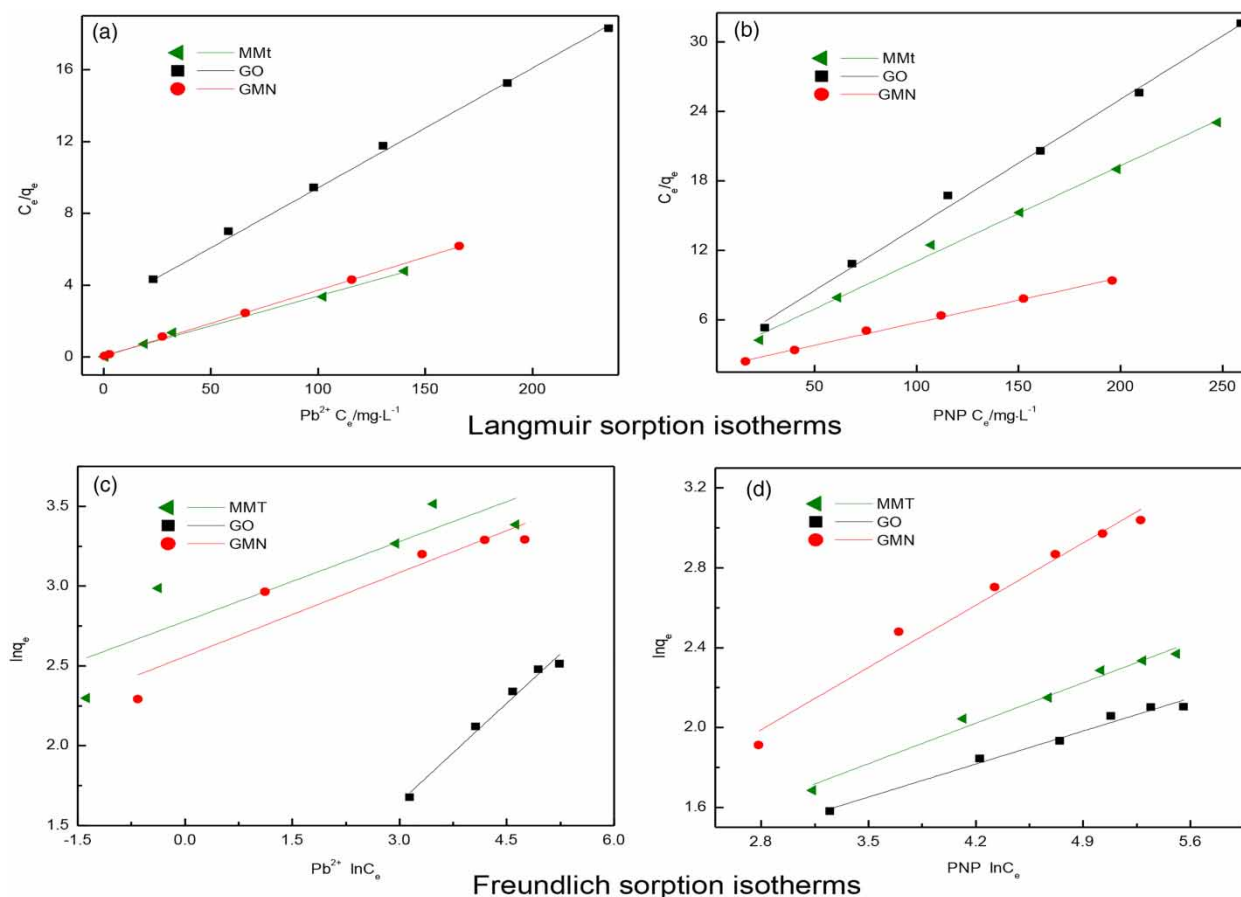 (a)
MMt
GO
GMN
16
12
8
4
0
C_e/q_e
0 50 100 150 200
Pb²⁺ C_e/mg·L⁻¹
(b)
MMt
GO
GMN
30
24
18
12
6
C_e/q_e
50 100 150 200 250
PNP C_e/mg·L⁻¹
Langmuir sorption isotherms
(c)
MMT
GO
GMN
3.5
3.0
2.5
2.0
1.5
lnq_e
-1.5 0.0 1.5 3.0 4.5 6.0
Pb²⁺ lnC_e
(d)
MMT
GO
GMN
3.2
2.8
2.4
2.0
1.6
lnq_e
2.8 3.5 4.2 4.9 5.6
PNP lnC_e
Freundlich sorption isotherms